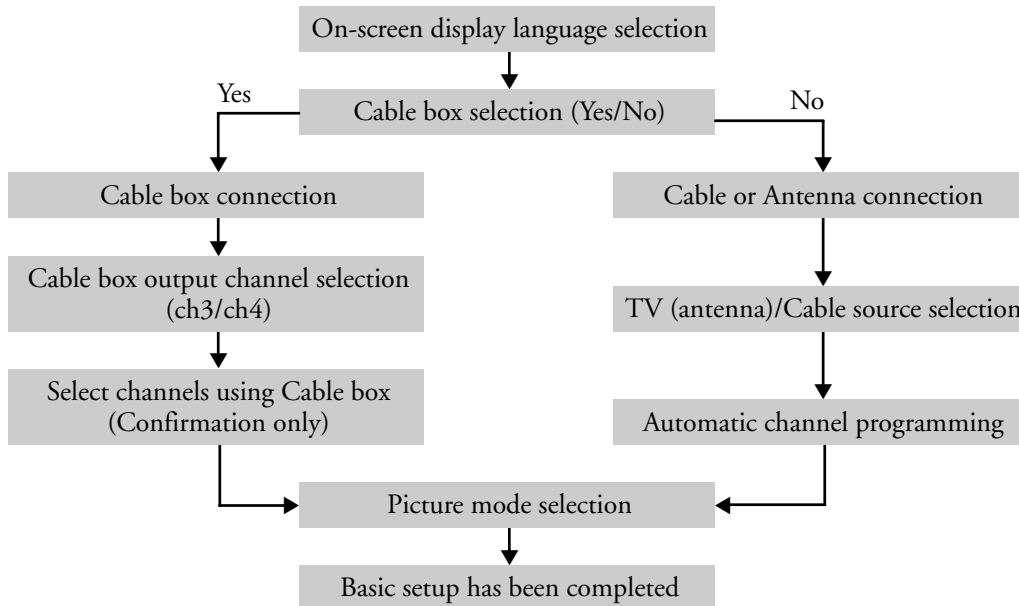 On-screen display language selection
Yes
Cable box selection (Yes/No)
No
Cable box connection
Cable or Antenna connection
Cable box output channel selection
(ch3/ch4)
TV (antenna)/Cable source selection
Select channels using Cable box
(Confirmation only)
Automatic channel programming
Picture mode selection
Basic setup has been completed